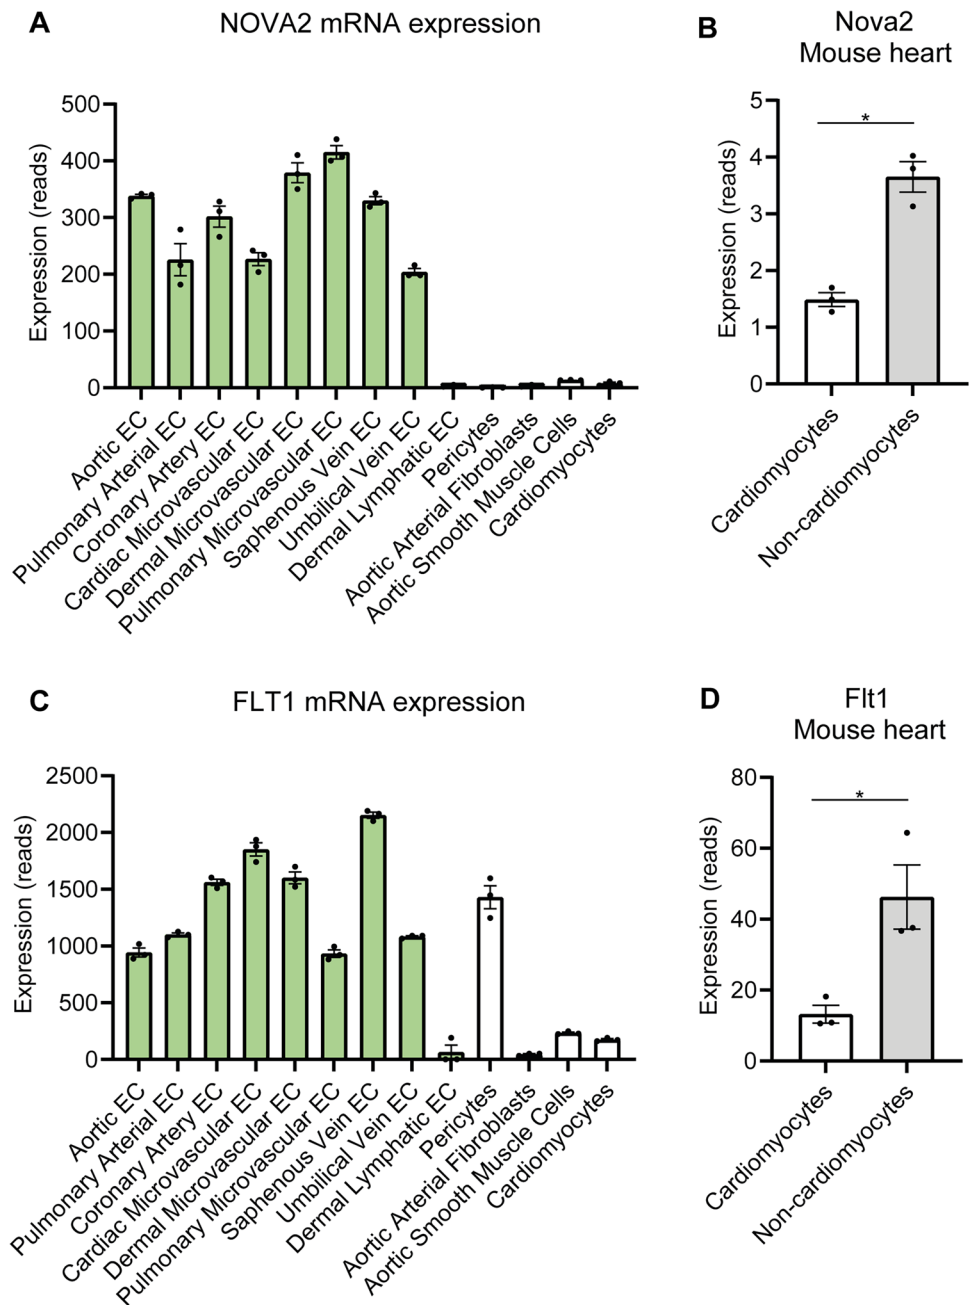 A
NOVA2 mRNA expression
Expression (reads)
500
400
300
200
100
0
Aortic EC
Pulmonary Arterial EC
Coronary Artery EC
Cardiac Microvascular EC
Dermal Microvascular EC
Pulmonary Microvascular EC
Saphenous Vein EC
Umbilical Vein EC
Dermal Lymphatic EC
Pericytes
Aortic Arterial Fibroblasts
Aortic Smooth Muscle Cells
Cardiomyocytes
B
Nova2
Mouse heart
Expression (reads)
5
4
3
2
1
0
*
Cardiomyocytes
Non-cardiomyocytes
C
FLT1 mRNA expression
Expression (reads)
2500
2000
1500
1000
500
0
Aortic EC
Pulmonary Arterial EC
Coronary Artery EC
Cardiac Microvascular EC
Dermal Microvascular EC
Pulmonary Microvascular EC
Saphenous Vein EC
Umbilical Vein EC
Dermal Lymphatic EC
Pericytes
Aortic Arterial Fibroblasts
Aortic Smooth Muscle Cells
Cardiomyocytes
D
Flt1
Mouse heart
Expression (reads)
80
60
40
20
0
*
Cardiomyocytes
Non-cardiomyocytes